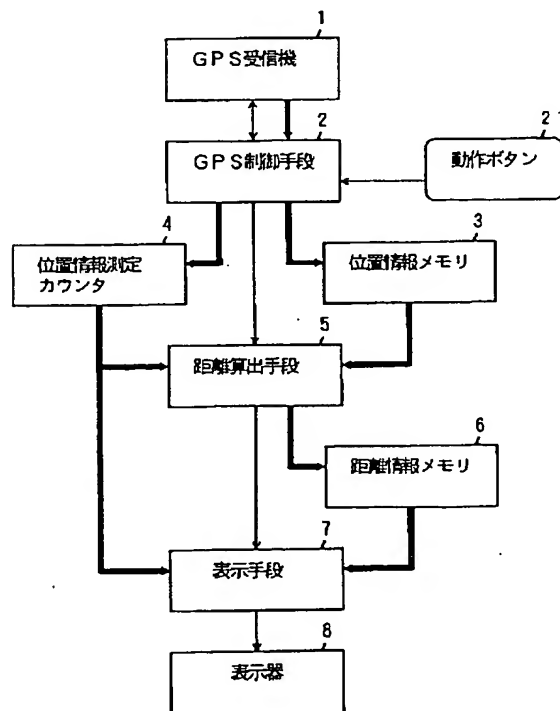 1
GPS受信機
2
GPS制御手段
2'
動作ボタン
4
位置情報測定
カウンタ
3
位置情報メモリ
5
距離算出手段
6
距離情報メモリ
7
表示手段
8
表示器